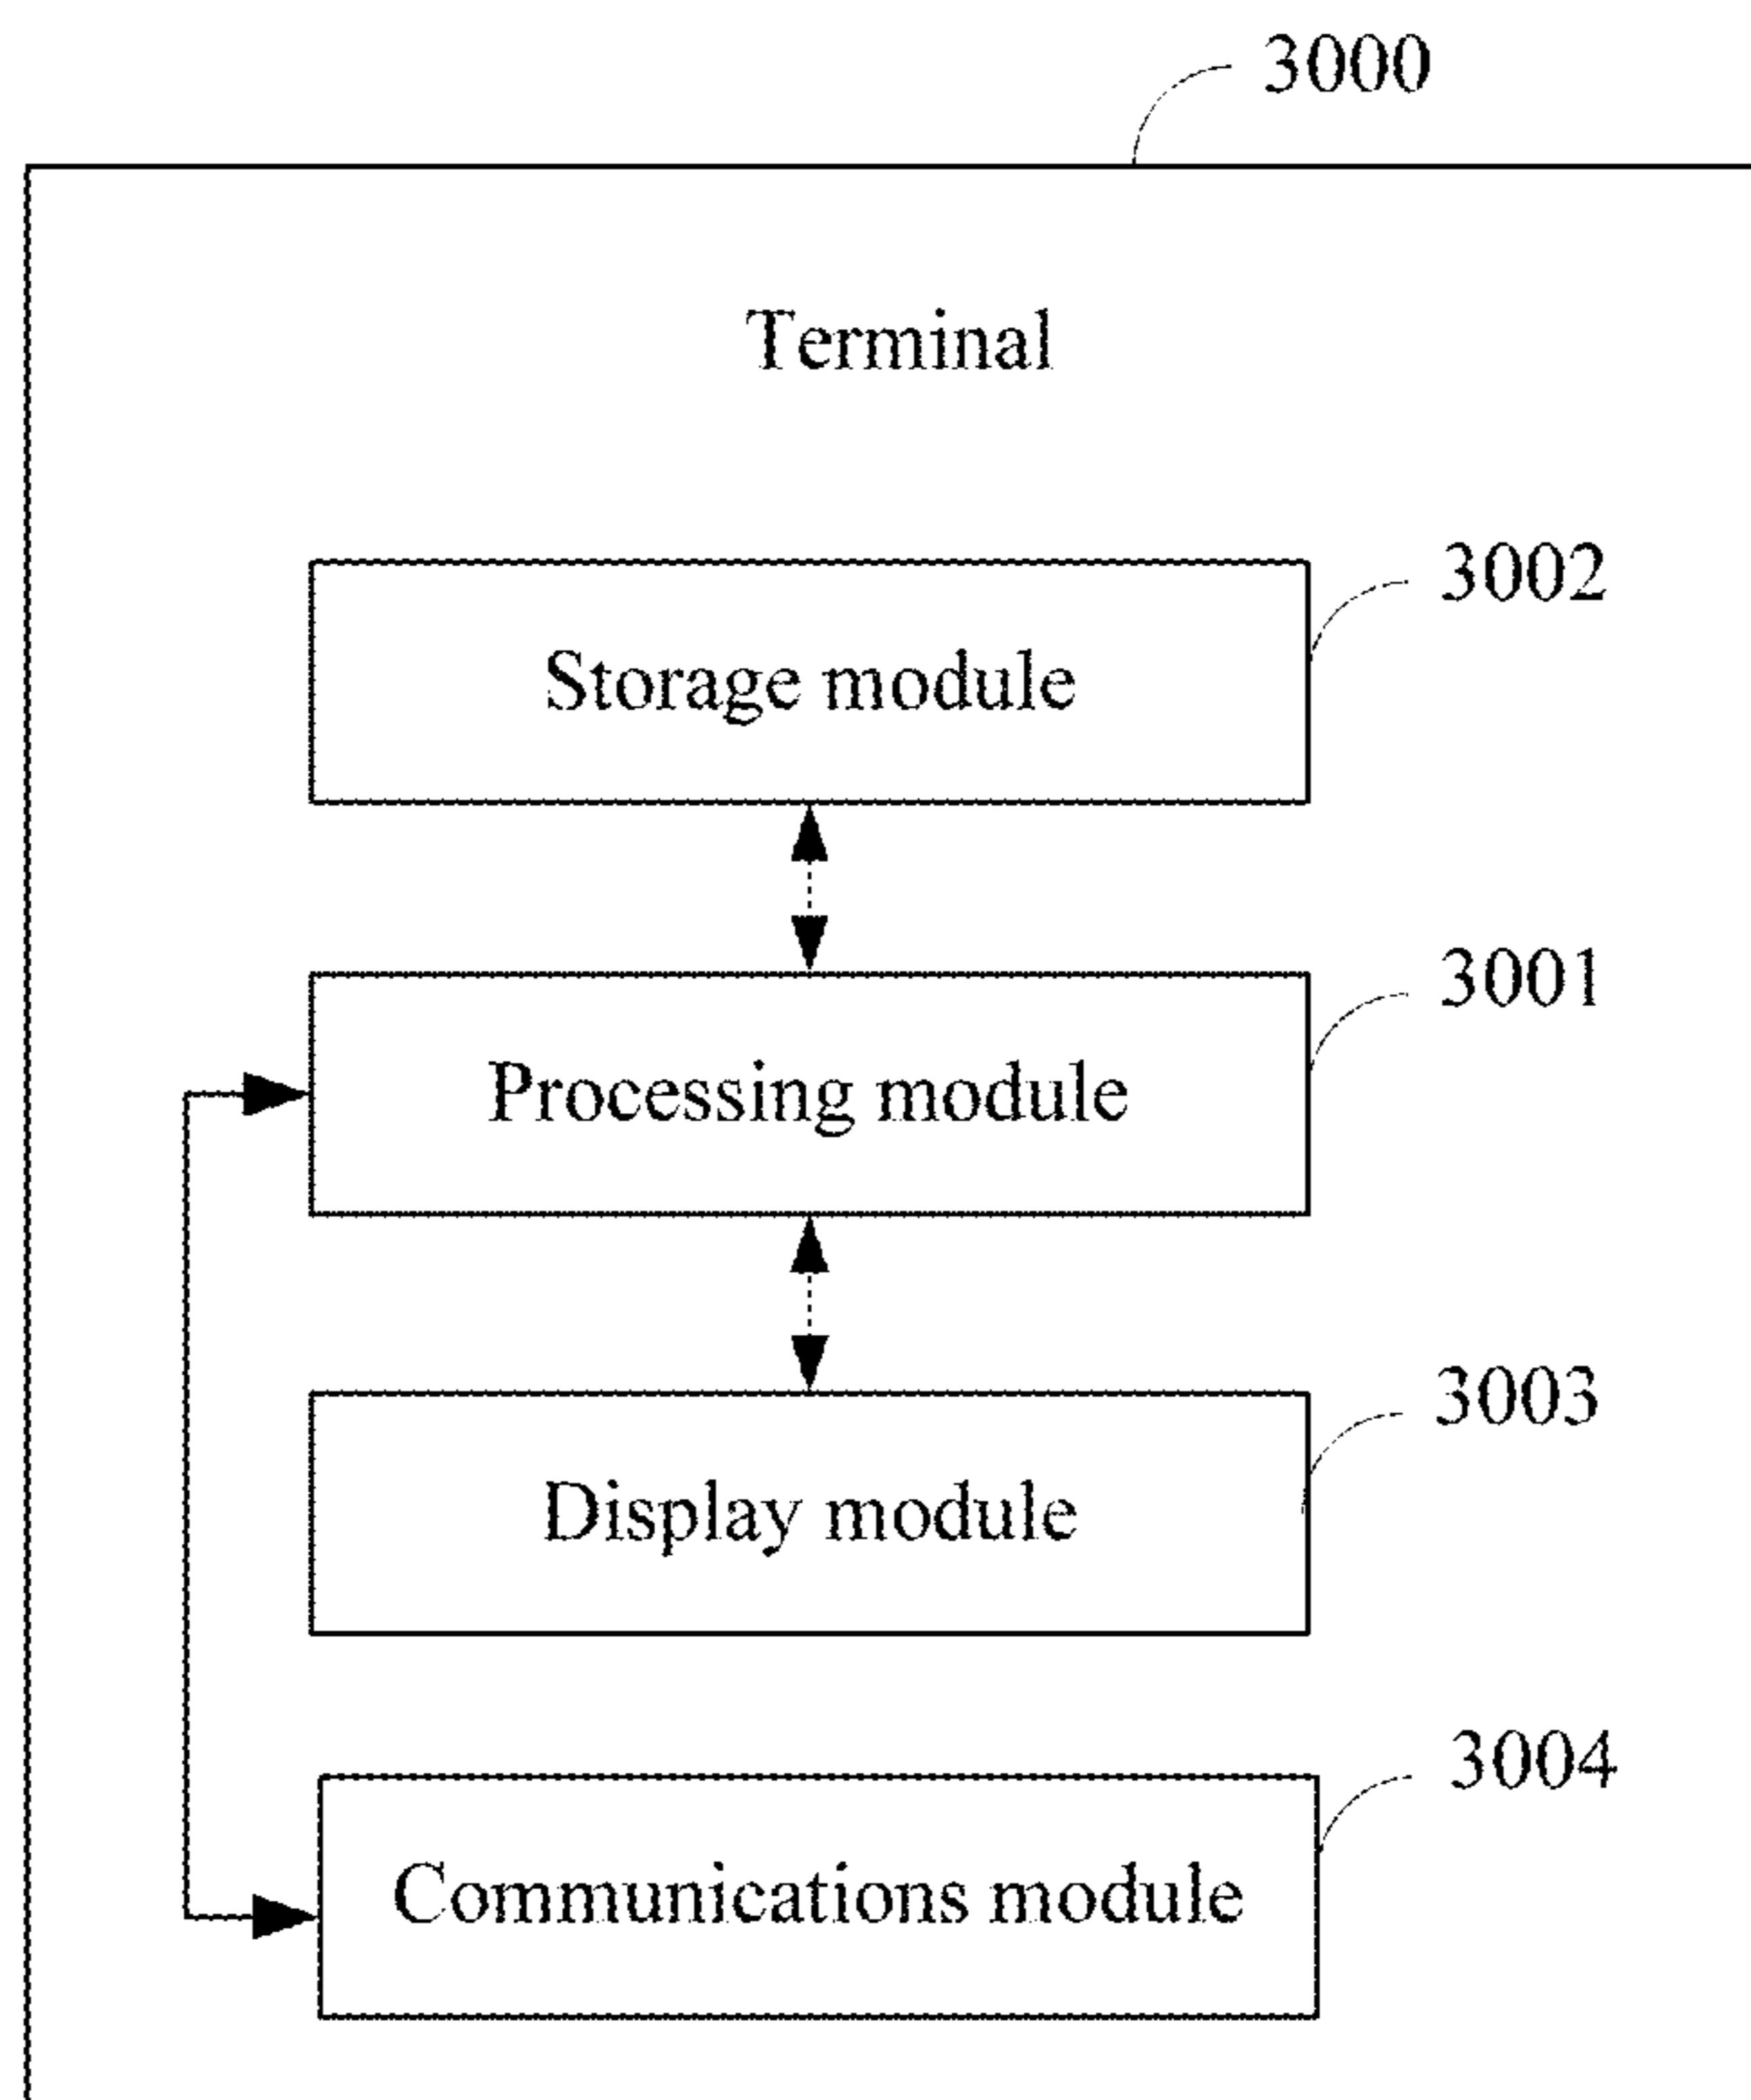 3000
Terminal
3002
Storage module
3001
Processing module
3003
Display module
3004
Communications module